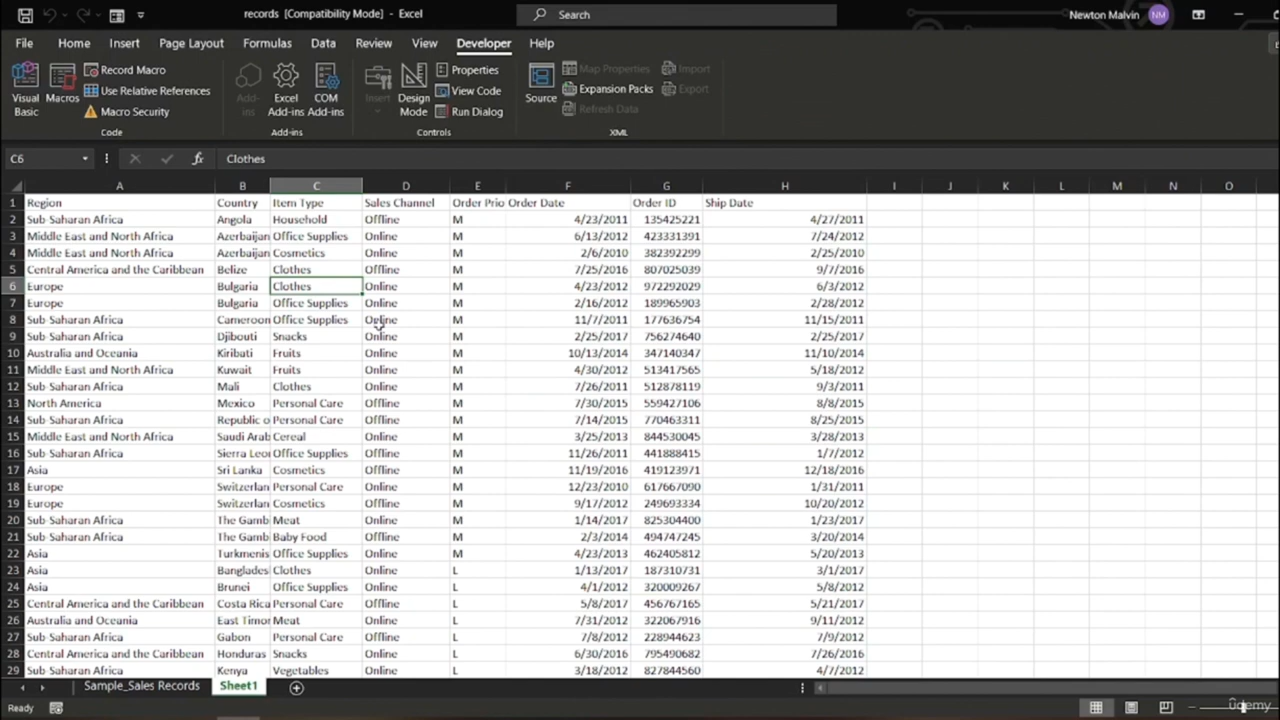 records [Compatibility Mode] - Excel
Search
Newton Malvin NM
File Home Insert Page Layout Formulas Data Review View Developer Help
Visual Basic
Macros
Record Macro
Use Relative References
Macro Security
Code
Add-ins
Excel Add-ins
COM Add-ins
Add-ins
Insert
Design Mode
Properties
View Code
Run Dialog
Controls
Source
Map Properties
Expansion Packs
Refresh Data
Import
Export
XML
C6 fx Clothes
A B C D E F G H I J K L M N O
1 Region Country Item Type Sales Channel Order Prio Order Date Order ID Ship Date
2 Sub-Saharan Africa Angola Household Offline M 4/23/2011 135425221 4/27/2011
3 Middle East and North Africa Azerbaijan Office Supplies Online M 6/13/2012 423331391 7/24/2012
4 Middle East and North Africa Azerbaijan Cosmetics Online M 2/6/2010 382392299 2/25/2010
5 Central America and the Caribbean Belize Clothes Offline M 7/25/2016 807025039 9/7/2016
6 Europe Bulgaria Clothes Online M 4/23/2012 972292029 6/3/2012
7 Europe Bulgaria Office Supplies Online M 2/16/2012 189965903 2/28/2012
8 Sub-Saharan Africa Cameroon Office Supplies Online M 11/7/2011 177636754 11/15/2011
9 Sub-Saharan Africa Djibouti Snacks Online M 2/25/2017 756274640 2/25/2017
10 Australia and Oceania Kiribati Fruits Online M 10/13/2014 347140347 11/10/2014
11 Middle East and North Africa Kuwait Fruits Online M 4/30/2012 513417565 5/18/2012
12 Sub-Saharan Africa Mali Clothes Online M 7/26/2011 512878119 9/3/2011
13 North America Mexico Personal Care Offline M 7/30/2015 559427106 8/8/2015
14 Sub-Saharan Africa Republic o Personal Care Offline M 7/14/2015 770463311 8/25/2015
15 Middle East and North Africa Saudi Arab Cereal Online M 3/25/2013 844530045 3/28/2013
16 Sub-Saharan Africa Sierra Leo Office Supplies Offline M 11/26/2011 441888415 1/7/2012
17 Asia Sri Lanka Cosmetics Offline M 11/19/2016 419123971 12/18/2016
18 Europe Switzerlan Personal Care Online M 12/23/2010 617667090 1/31/2011
19 Europe Switzerlan Cosmetics Offline M 9/17/2012 249693334 10/20/2012
20 Sub-Saharan Africa The Gamb Meat Online M 1/14/2017 825304400 1/23/2017
21 Sub-Saharan Africa The Gamb Baby Food Offline M 2/3/2014 494747245 3/20/2014
22 Asia Turkmenis Office Supplies Online M 4/23/2013 462405812 5/20/2013
23 Asia Banglades Clothes Online L 1/13/2017 187310731 3/1/2017
24 Asia Brunei Office Supplies Online L 4/1/2012 320009267 5/8/2012
25 Central America and the Caribbean Costa Rica Personal Care Offline L 5/8/2017 456767165 5/21/2017
26 Australia and Oceania East Timor Meat Online L 7/31/2012 322067916 9/11/2012
27 Sub-Saharan Africa Gabon Personal Care Offline L 7/8/2012 228944623 7/9/2012
28 Central America and the Caribbean Honduras Snacks Online L 6/30/2016 795490682 7/26/2016
29 Sub-Saharan Africa Kenya Vegetables Online L 3/18/2012 827844560 4/7/2012
Sample_Sales Records Sheet1
Ready
udemy